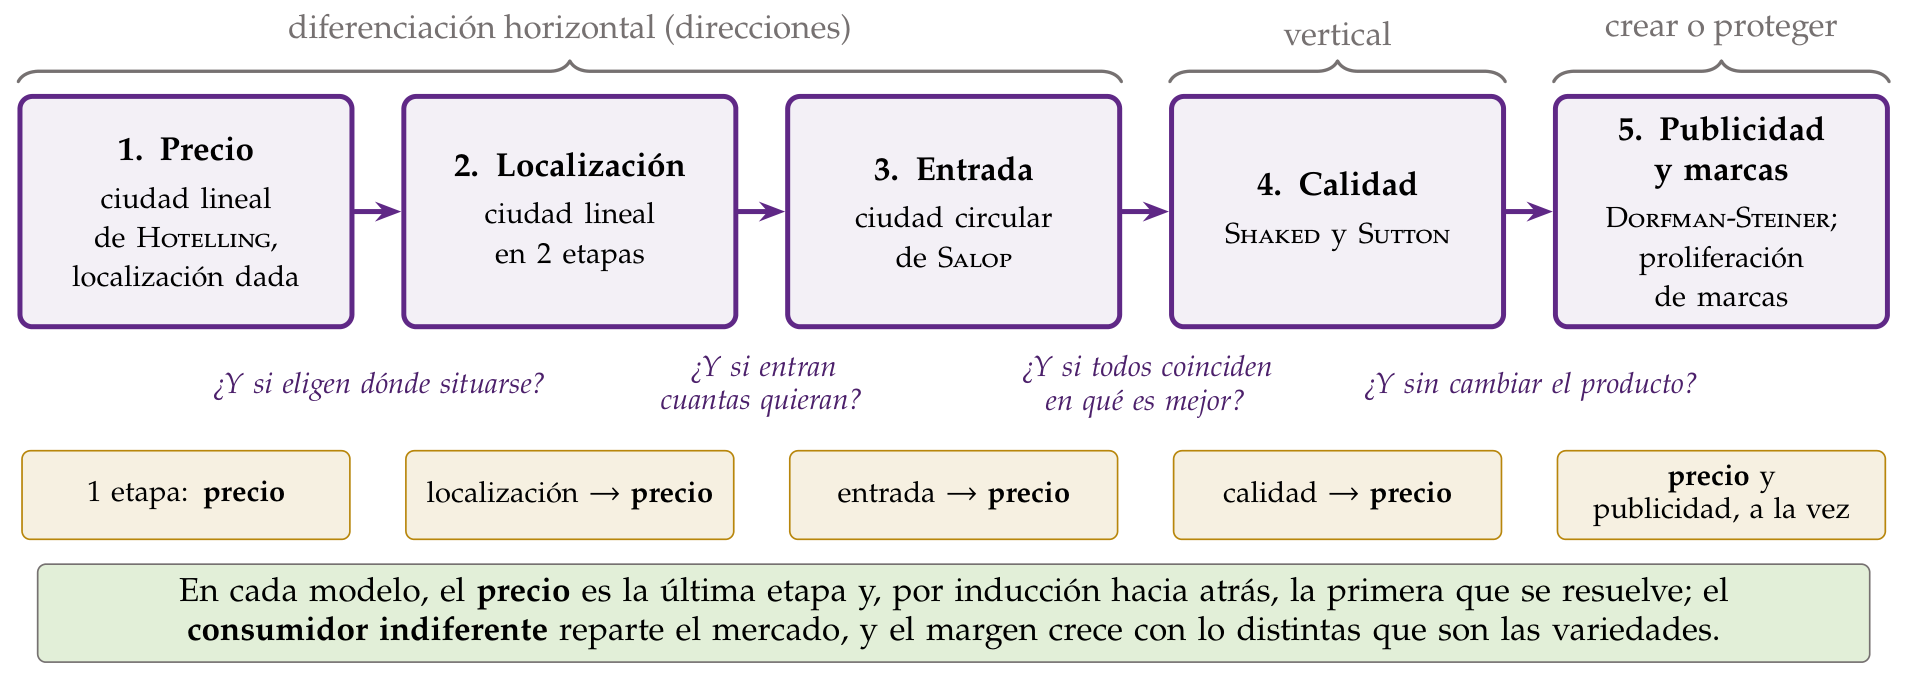 diferenciación horizontal (direcciones)
vertical
crear o proteger
1. Precio
ciudad lineal
de Hotelling,
localización dada
2. Localización
ciudad lineal
en 2 etapas
3. Entrada
ciudad circular
de Salop
4. Calidad
Shaked y Sutton
5. Publicidad
y marcas
Dorfman-Steiner;
proliferación
de marcas
¿Y si eligen dónde situarse?
¿Y si entran
cuantas quieran?
¿Y si todos coinciden
en qué es mejor?
¿Y sin cambiar el producto?
1 etapa: precio
localización → precio
entrada → precio
calidad → precio
precio y
publicidad, a la vez
En cada modelo, el precio es la última etapa y, por inducción hacia atrás, la primera que se resuelve; el
consumidor indiferente reparte el mercado, y el margen crece con lo distintas que son las variedades.